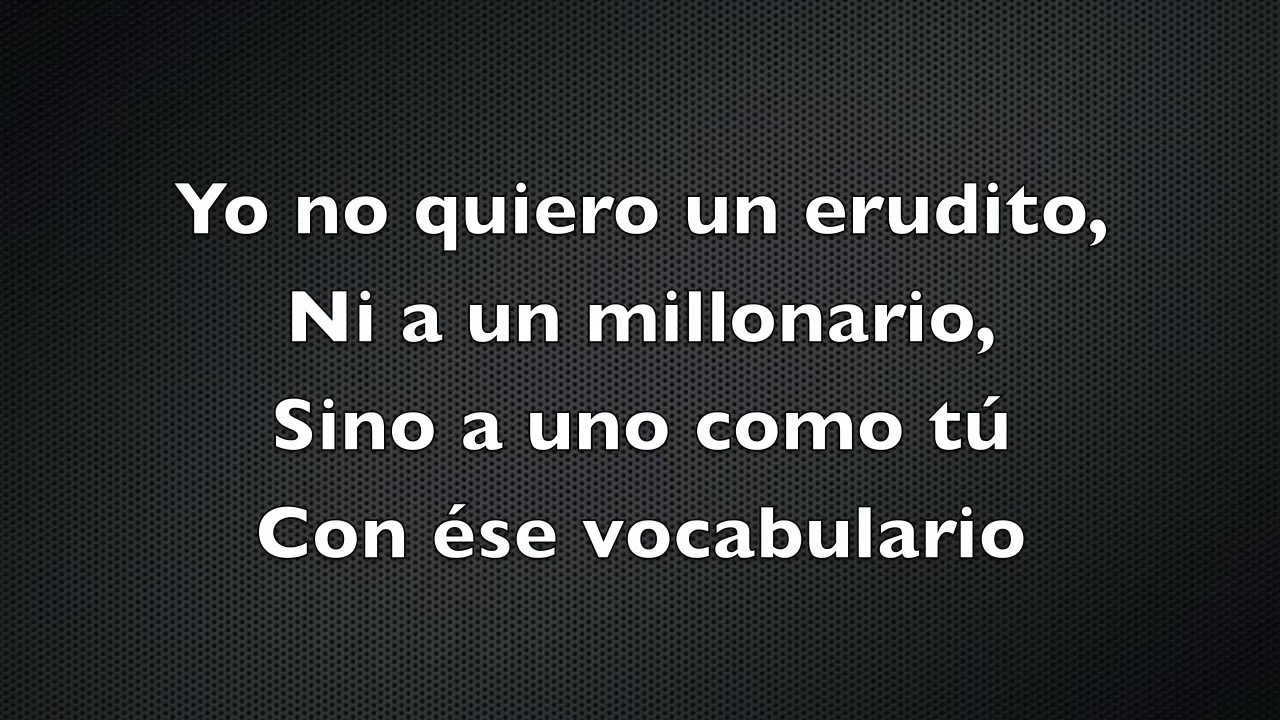 Yo no quiero un erudito,
Ni a un millonario,
Sino a uno como tú
Con ése vocabulario